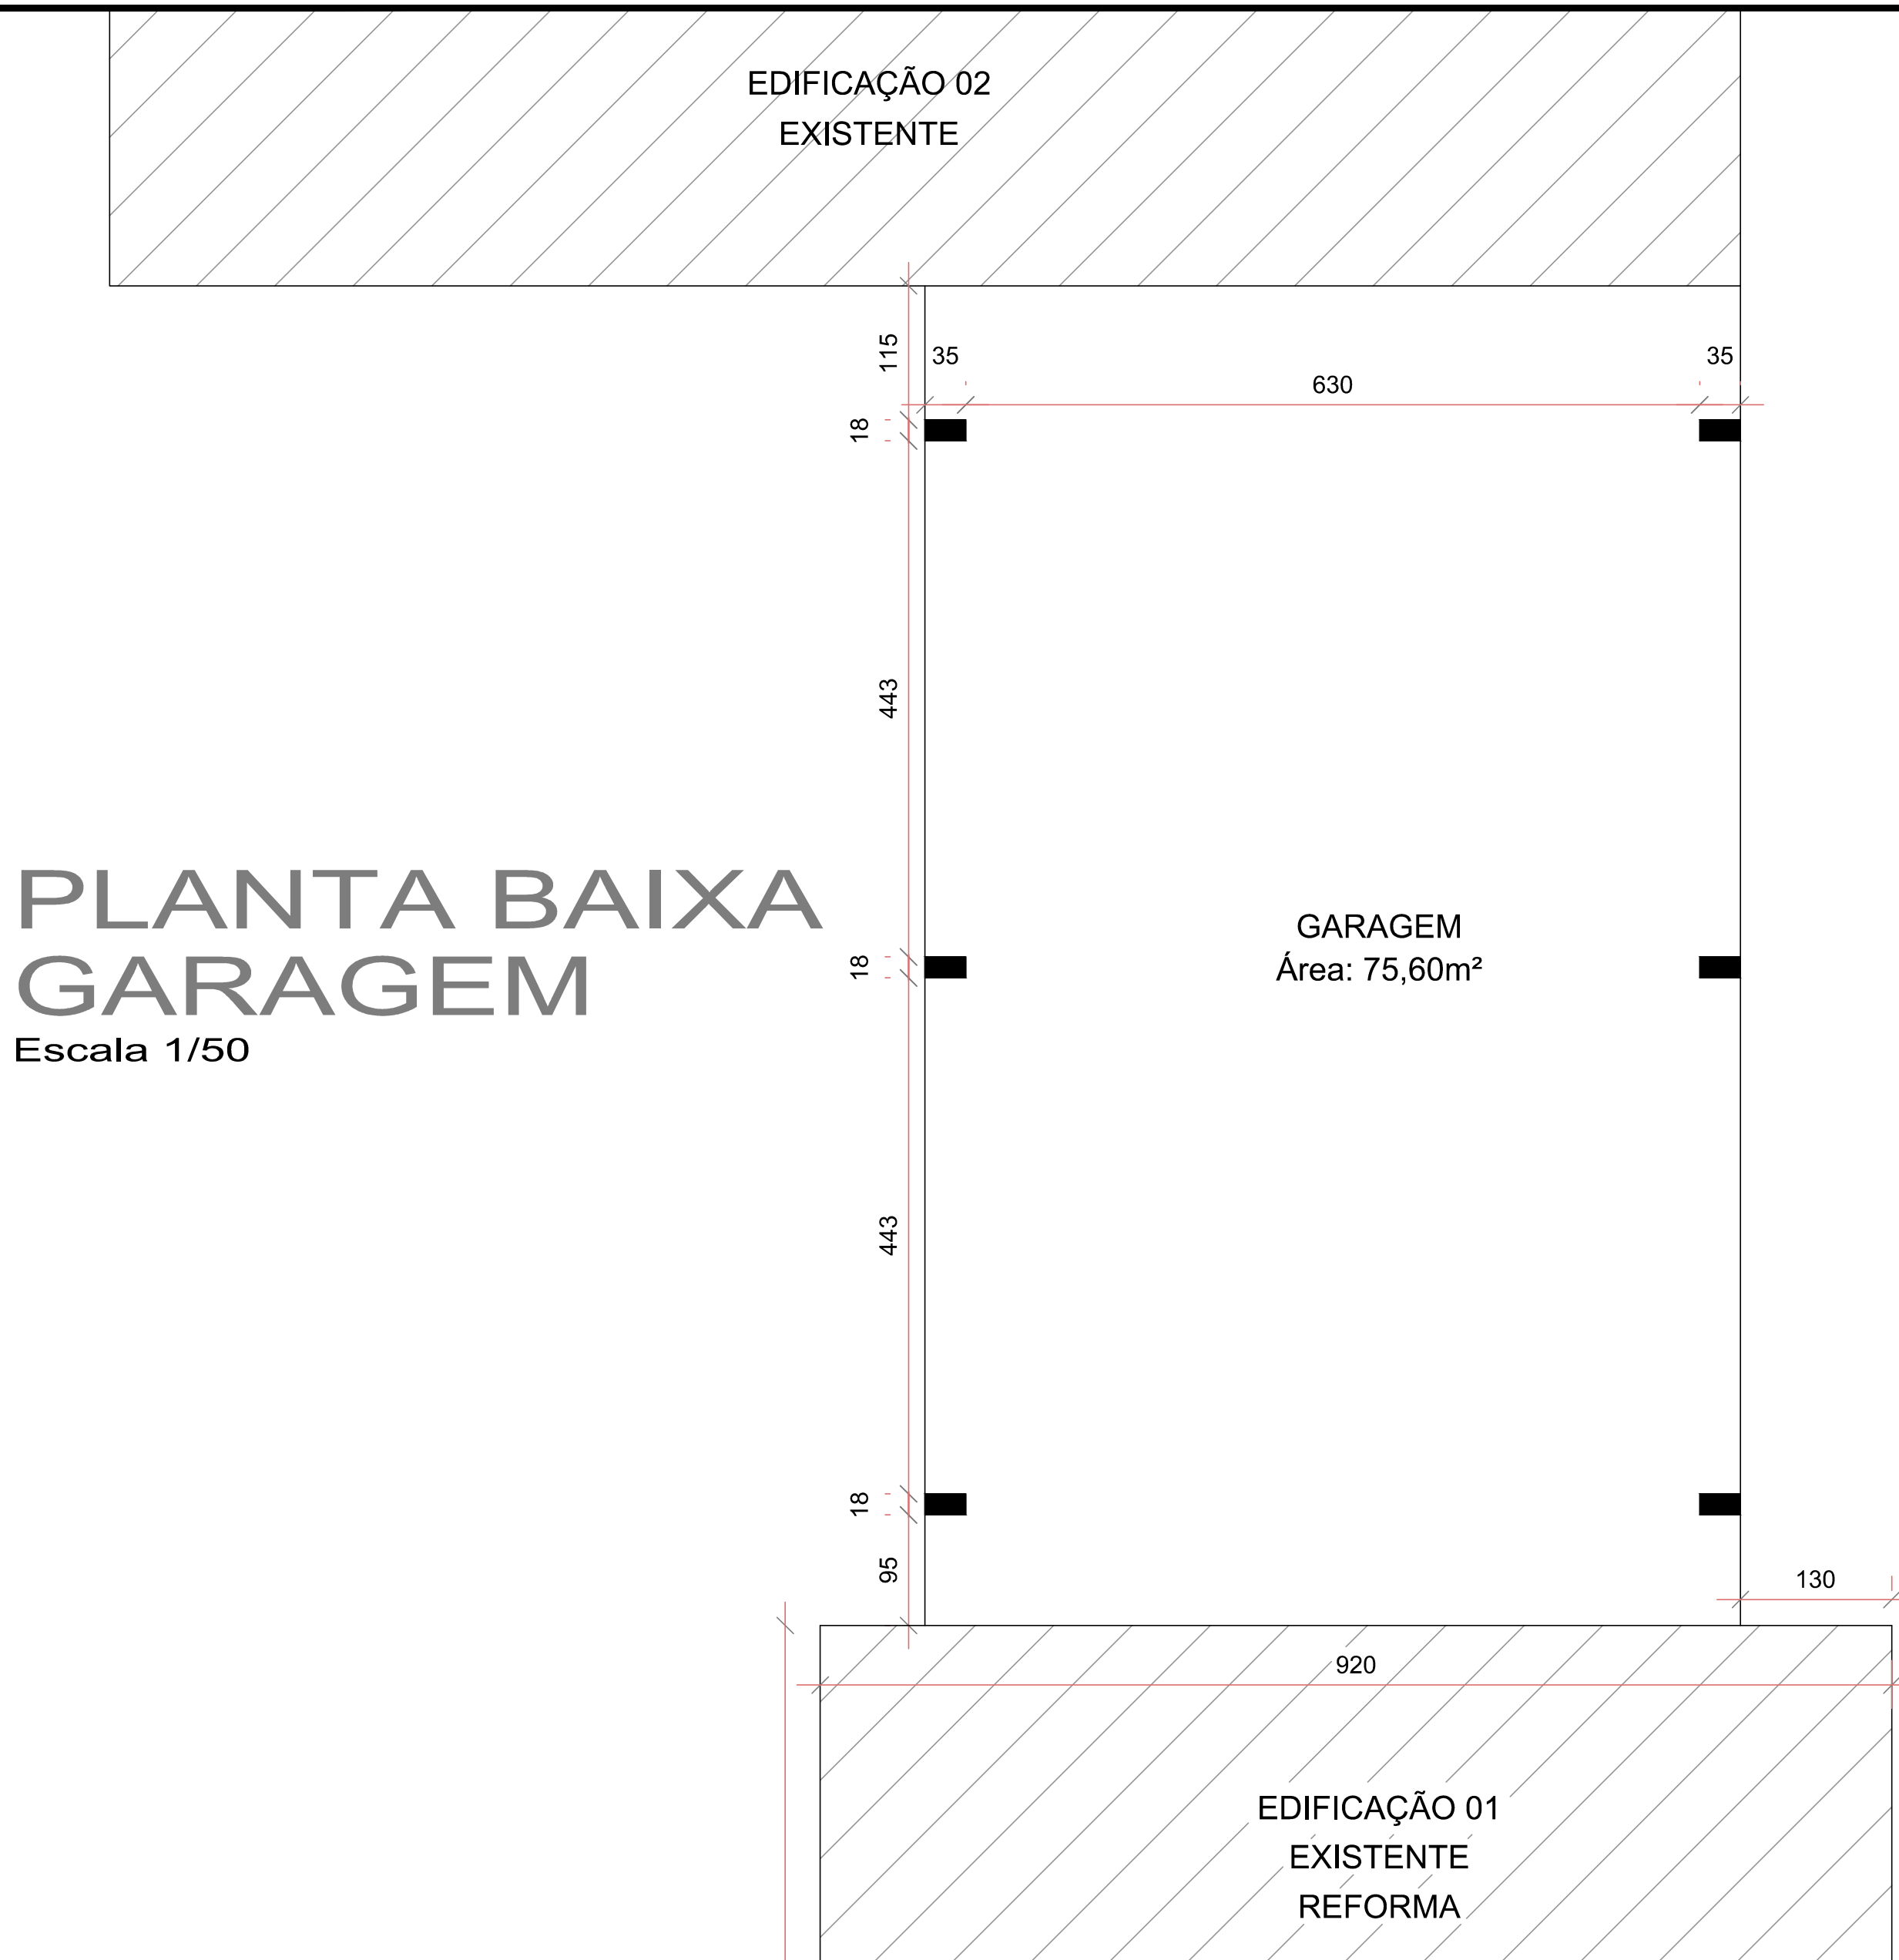 EDIFICAÇÃO 02
EXISTENTE
115
35
35
630
18
443
PLANTA BAIXA
GARAGEM
Escala 1/50
18
GARAGEM
Área: 75,60m²
443
18
95
130
920
EDIFICAÇÃO 01
EXISTENTE
REFORMA